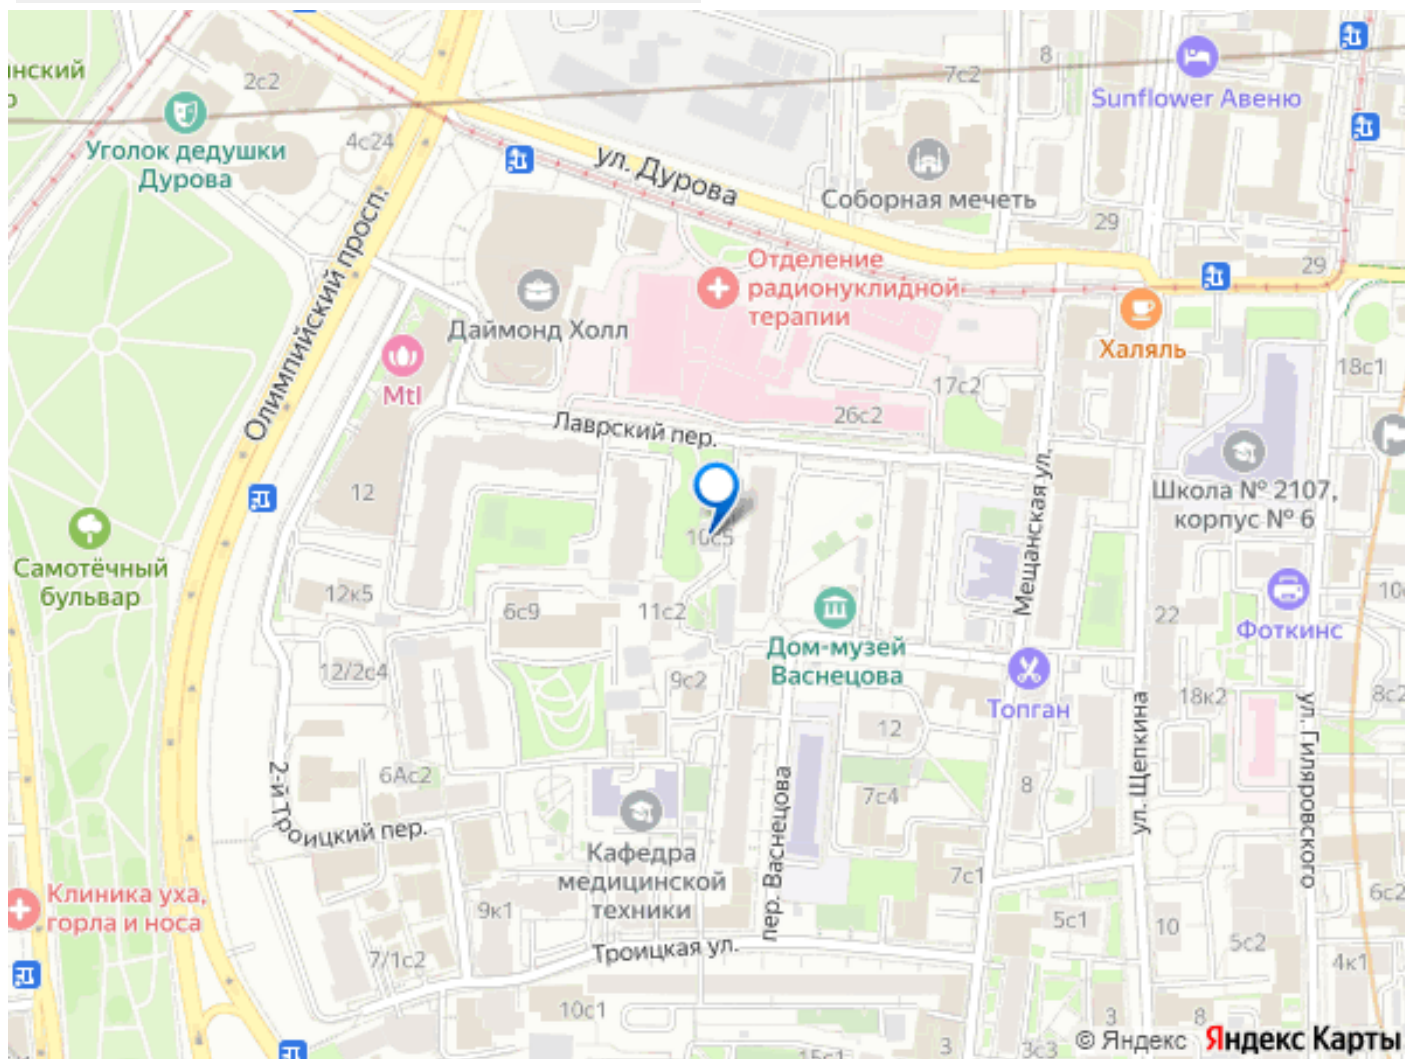 8
7с2
Sunflower Авеню
нский
о
2с2
4с24
Уголок дедушки
Дурова
ул. Дурова
Соборная мечеть
29
29
Отделение
радионуклидной
терапии
Олимпийский просп.
Даймонд Холл
Mtl
Халяль
18с1
17с2
26с2
Лаврский пер.
12
10с5
Мещанская ул.
Школа № 2107,
корпус № 6
Самотёчный
бульвар
12к5
6с9
11с2
22
Фоткинс
Дом-музей
Васнецова
12/2с4
9с2
Топган
18к2
8с2
12
6Ас2
2-й Троицкий пер.
7с4
8
ул. Щепкина
ул. Гиляровского
пер. Васнецова
Кафедра
медицинской
техники
7с1
Клиника уха,
горла и носа
9к1
5с1
10
6с2
5с2
Троицкая ул.
7/1с2
4к1
10с1
3
8
3
3с3
15с1
© Яндекс Яндекс Карты